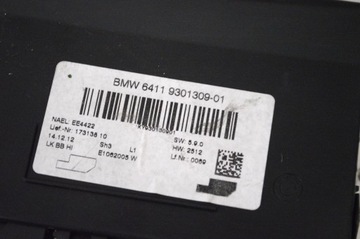 BMW 6411 9301309-01
NAEL: EE4422
Lief.-Nr: 173136 10
14.12.12 Sh3 L1
LK BB HI E1062005 W
SW: 5.9.0
HW: 2512
Lf.Nr.: 0069